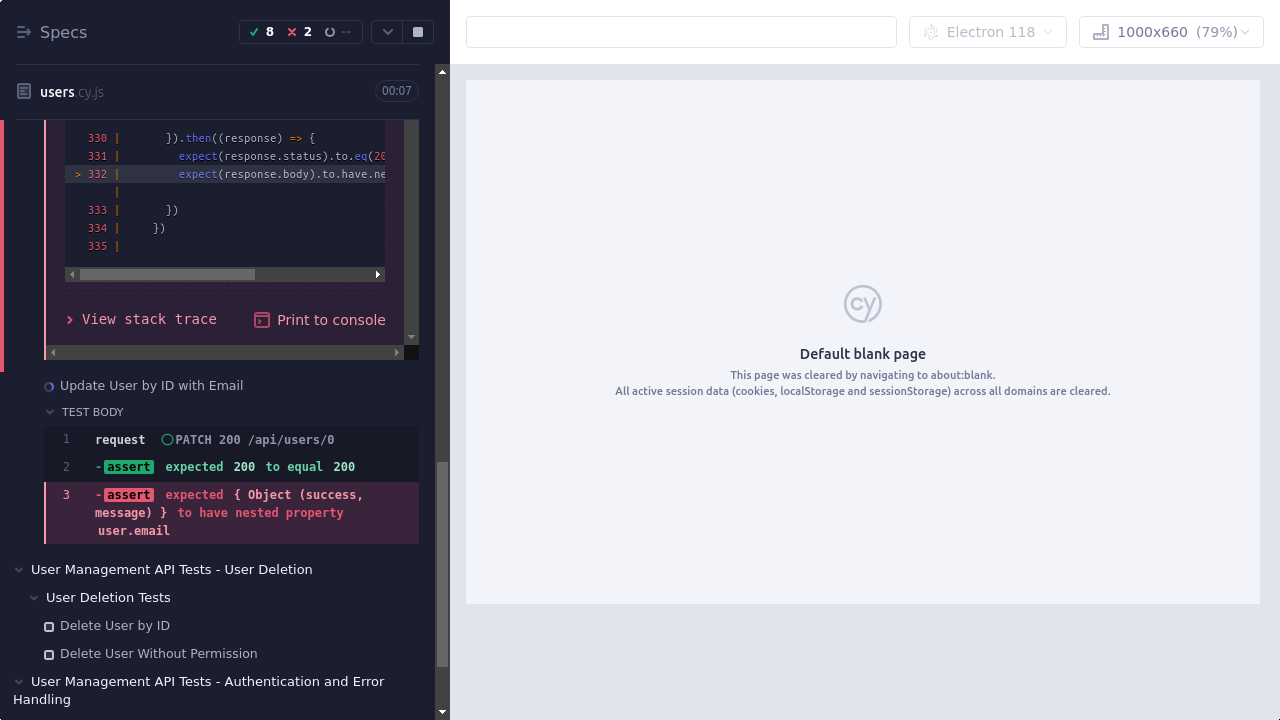 Specs
8
2
--
Electron 118
1000x660 (79%)
users.cy.js
00:07
330 | }).then((response) => {
331 | expect(response.status).to.eq(20
> 332 | expect(response.body).to.have.ne
|
333 | })
334 | })
335 |
View stack trace
Print to console
Update User by ID with Email
TEST BODY
1 request PATCH 200 /api/users/0
2 -assert expected 200 to equal 200
3 -assert expected { Object (success,
message) } to have nested property
user.email
User Management API Tests - User Deletion
User Deletion Tests
Delete User by ID
Delete User Without Permission
User Management API Tests - Authentication and Error
Handling
cy
Default blank page
This page was cleared by navigating to about:blank.
All active session data (cookies, localStorage and sessionStorage) across all domains are cleared.